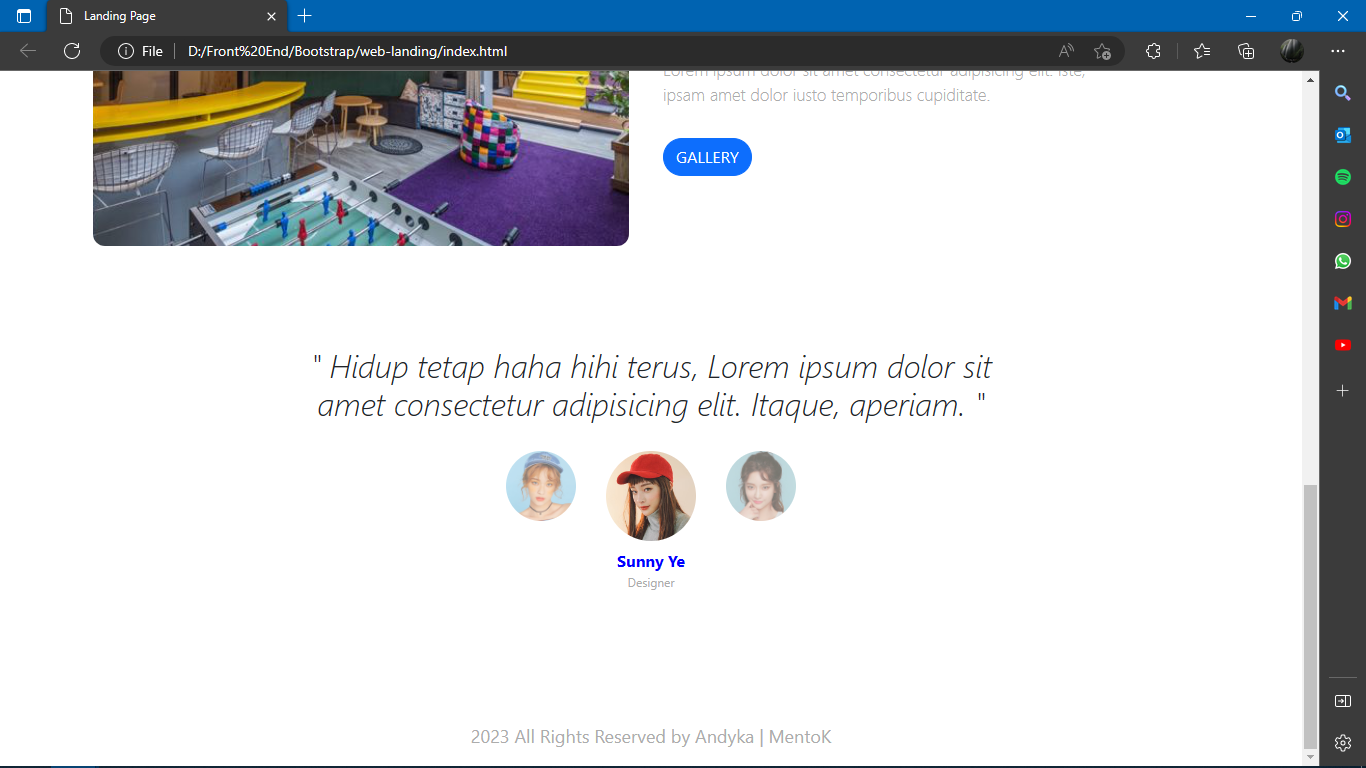 Landing Page
File
D:/Front%20End/Bootstrap/web-landing/index.html
Lorem ipsum dolor sit amet consectetur adipisicing elit. Iste,
ipsam amet dolor iusto temporibus cupiditate.
GALLERY
" Hidup tetap haha hihi terus, Lorem ipsum dolor sit
amet consectetur adipisicing elit. Itaque, aperiam. "
Sunny Ye
Designer
2023 All Rights Reserved by Andyka | MentoK